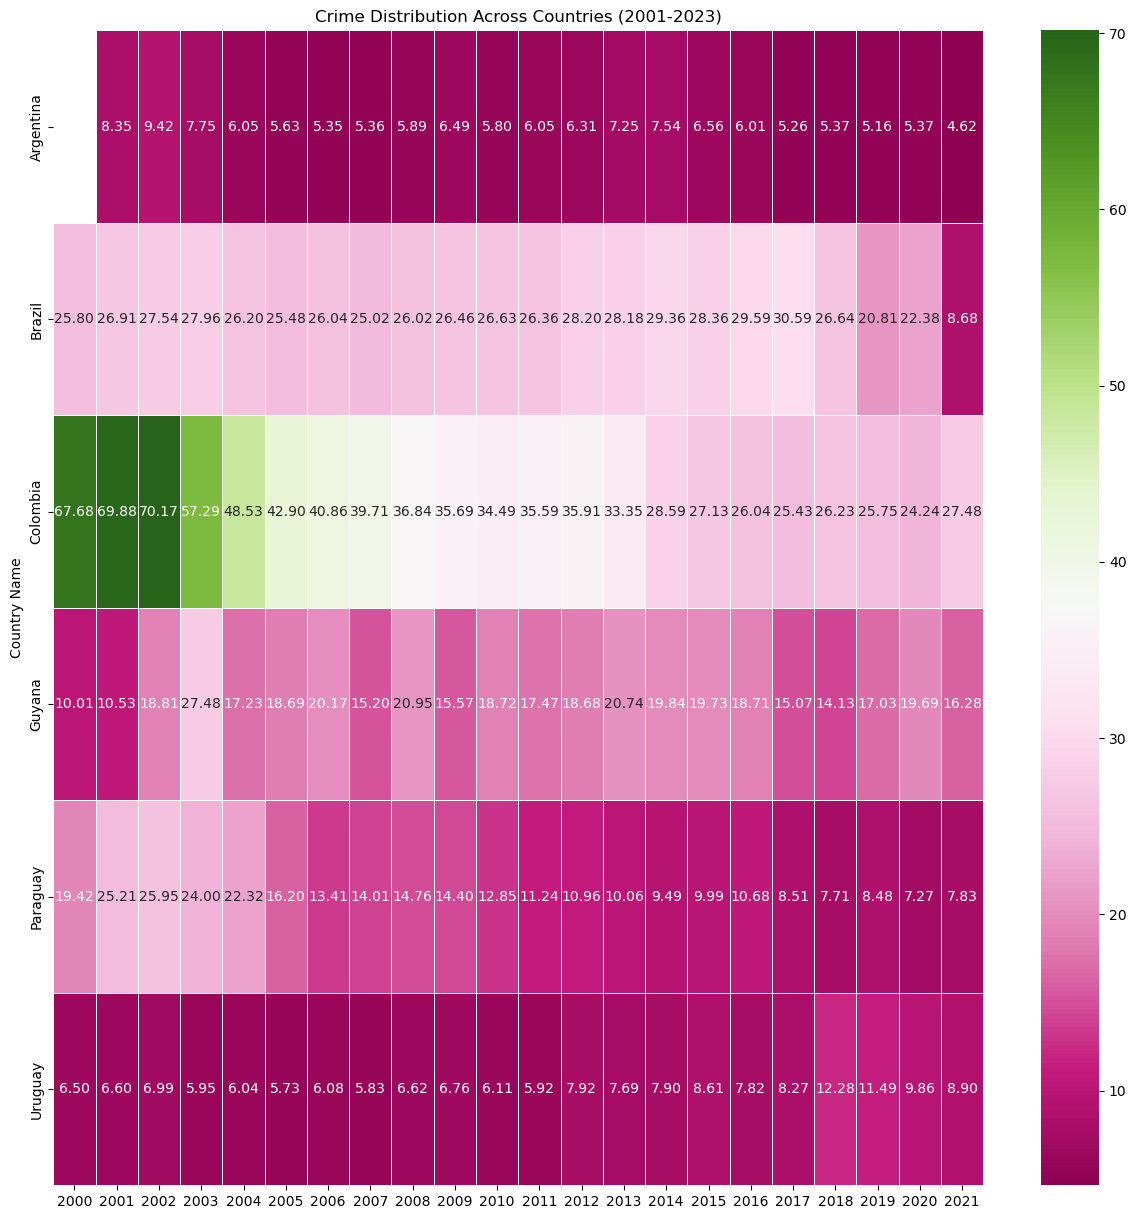 Crime Distribution Across Countries (2001-2023)
Country Name
Argentina
8.35 9.42 7.75 6.05 5.63 5.35 5.36 5.89 6.49 5.80 6.05 6.31 7.25 7.54 6.56 6.01 5.26 5.37 5.16 5.37 4.62
Brazil
25.80 26.91 27.54 27.96 26.20 25.48 26.04 25.02 26.02 26.46 26.63 26.36 28.20 28.18 29.36 28.36 29.59 30.59 26.64 20.81 22.38 8.68
Colombia
67.68 69.88 70.17 57.29 48.53 42.90 40.86 39.71 36.84 35.69 34.49 35.59 35.91 33.35 28.59 27.13 26.04 25.43 26.23 25.75 24.24 27.48
Guyana
10.01 10.53 18.81 27.48 17.23 18.69 20.17 15.20 20.95 15.57 18.72 17.47 18.68 20.74 19.84 19.73 18.71 15.07 14.13 17.03 19.69 16.28
Paraguay
19.42 25.21 25.95 24.00 22.32 16.20 13.41 14.01 14.76 14.40 12.85 11.24 10.96 10.06 9.49 9.99 10.68 8.51 7.71 8.48 7.27 7.83
Uruguay
6.50 6.60 6.99 5.95 6.04 5.73 6.08 5.83 6.62 6.76 6.11 5.92 7.92 7.69 7.90 8.61 7.82 8.27 12.28 11.49 9.86 8.90
2000 2001 2002 2003 2004 2005 2006 2007 2008 2009 2010 2011 2012 2013 2014 2015 2016 2017 2018 2019 2020 2021
70
60
50
40
30
20
10